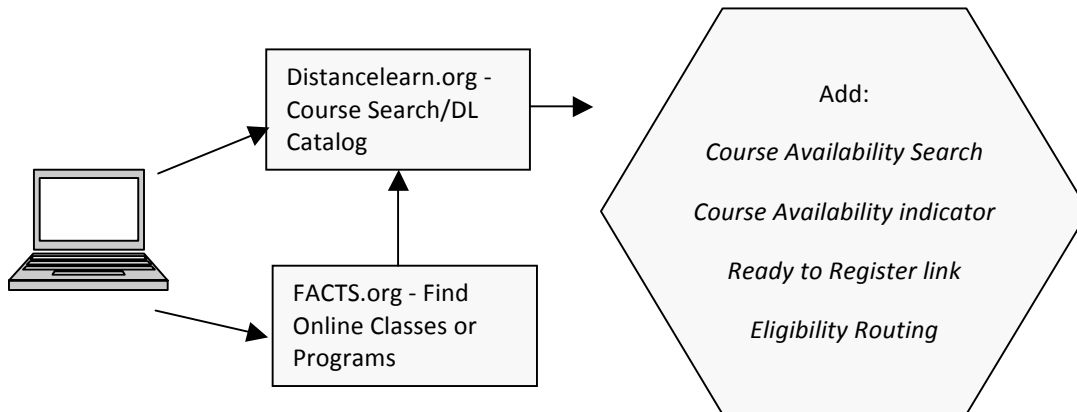 Distancelearn.org -
Course Search/DL
Catalog
FACTS.org - Find
Online Classes or
Programs
Add:
Course Availability Search
Course Availability indicator
Ready to Register link
Eligibility Routing